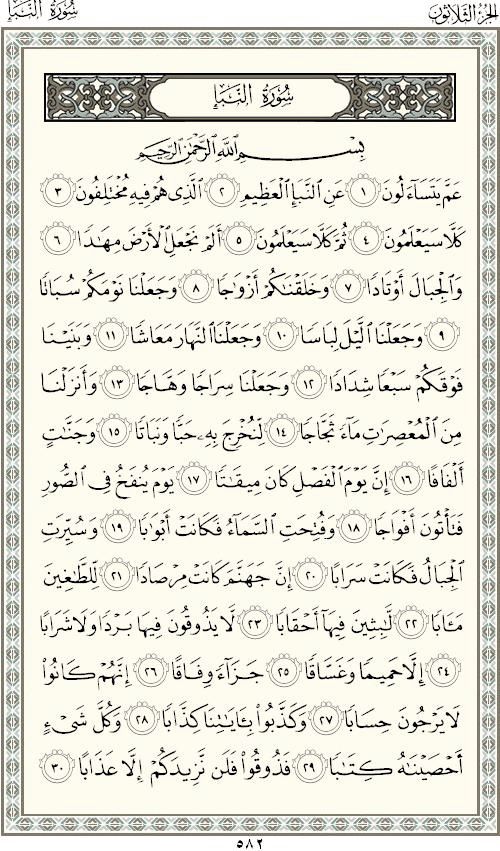 الجزء الثلاثون
سورة النبإ
سُورَةُ النَّبَإِ
بِسْمِ اللَّهِ الرَّحْمَٰنِ الرَّحِيمِ
عَمَّ يَتَسَاءَلُونَ ١ عَنِ النَّبَإِ الْعَظِيمِ ٢ الَّذِي هُمْ فِيهِ مُخْتَلِفُونَ ٣
كَلَّا سَيَعْلَمُونَ ٤ ثُمَّ كَلَّا سَيَعْلَمُونَ ٥ أَلَمْ نَجْعَلِ الْأَرْضَ مِهَادًا ٦
وَالْجِبَالَ أَوْتَادًا ٧ وَخَلَقْنَاكُمْ أَزْوَاجًا ٨ وَجَعَلْنَا نَوْمَكُمْ سُبَاتًا
٩ وَجَعَلْنَا اللَّيْلَ لِبَاسًا ١٠ وَجَعَلْنَا النَّهَارَ مَعَاشًا ١١ وَبَنَيْنَا
فَوْقَكُمْ سَبْعًا شِدَادًا ١٢ وَجَعَلْنَا سِرَاجًا وَهَّاجًا ١٣ وَأَنزَلْنَا
مِنَ الْمُعْصِرَاتِ مَاءً ثَجَّاجًا ١٤ لِّنُخْرِجَ بِهِ حَبًّا وَنَبَاتًا ١٥ وَجَنَّاتٍ
أَلْفَافًا ١٦ إِنَّ يَوْمَ الْفَصْلِ كَانَ مِيقَاتًا ١٧ يَوْمَ يُنفَخُ فِي الصُّورِ
فَتَأْتُونَ أَفْوَاجًا ١٨ وَفُتِحَتِ السَّمَاءُ فَكَانَتْ أَبْوَابًا ١٩ وَسُيِّرَتِ
الْجِبَالُ فَكَانَتْ سَرَابًا ٢٠ إِنَّ جَهَنَّمَ كَانَتْ مِرْصَادًا ٢١ لِّلطَّاغِينَ
مَآبًا ٢٢ لَّابِثِينَ فِيهَا أَحْقَابًا ٢٣ لَّا يَذُوقُونَ فِيهَا بَرْدًا وَلَا شَرَابًا
٢٤ إِلَّا حَمِيمًا وَغَسَّاقًا ٢٥ جَزَاءً وِفَاقًا ٢٦ إِنَّهُمْ كَانُوا
لَا يَرْجُونَ حِسَابًا ٢٧ وَكَذَّبُوا بِآيَاتِنَا كِذَّابًا ٢٨ وَكُلَّ شَيْءٍ
أَحْصَيْنَاهُ كِتَابًا ٢٩ فَذُوقُوا فَلَن نَّزِيدَكُمْ إِلَّا عَذَابًا ٣٠
٥٨٢